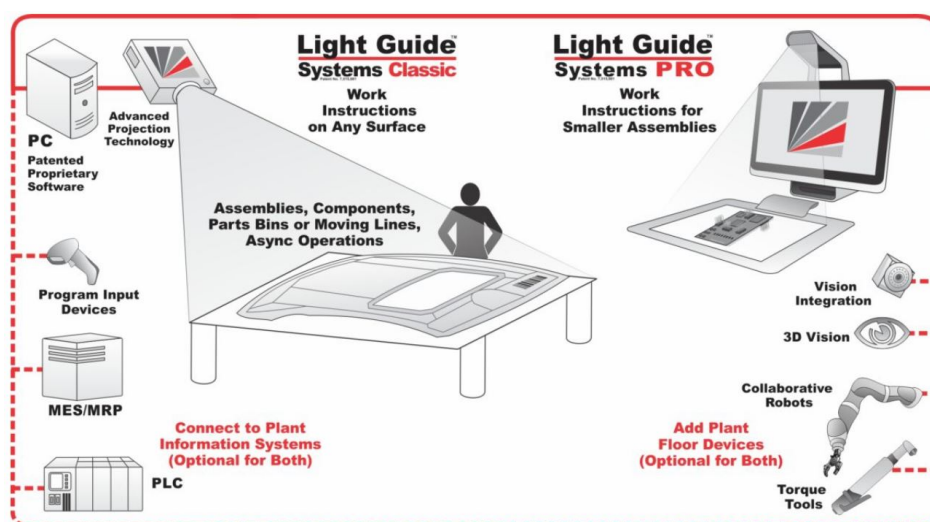 Light Guide™
Systems Classic
Work
Instructions
on Any Surface
Light Guide™
Systems PRO
Work
Instructions for
Smaller Assemblies
PC
Patented
Proprietary
Software
Advanced
Projection
Technology
Assemblies, Components,
Parts Bins or Moving Lines,
Async Operations
Program Input
Devices
MES/MRP
PLC
Connect to Plant
Information Systems
(Optional for Both)
Vision
Integration
3D Vision
Collaborative
Robots
Add Plant
Floor Devices
(Optional for Both)
Torque
Tools